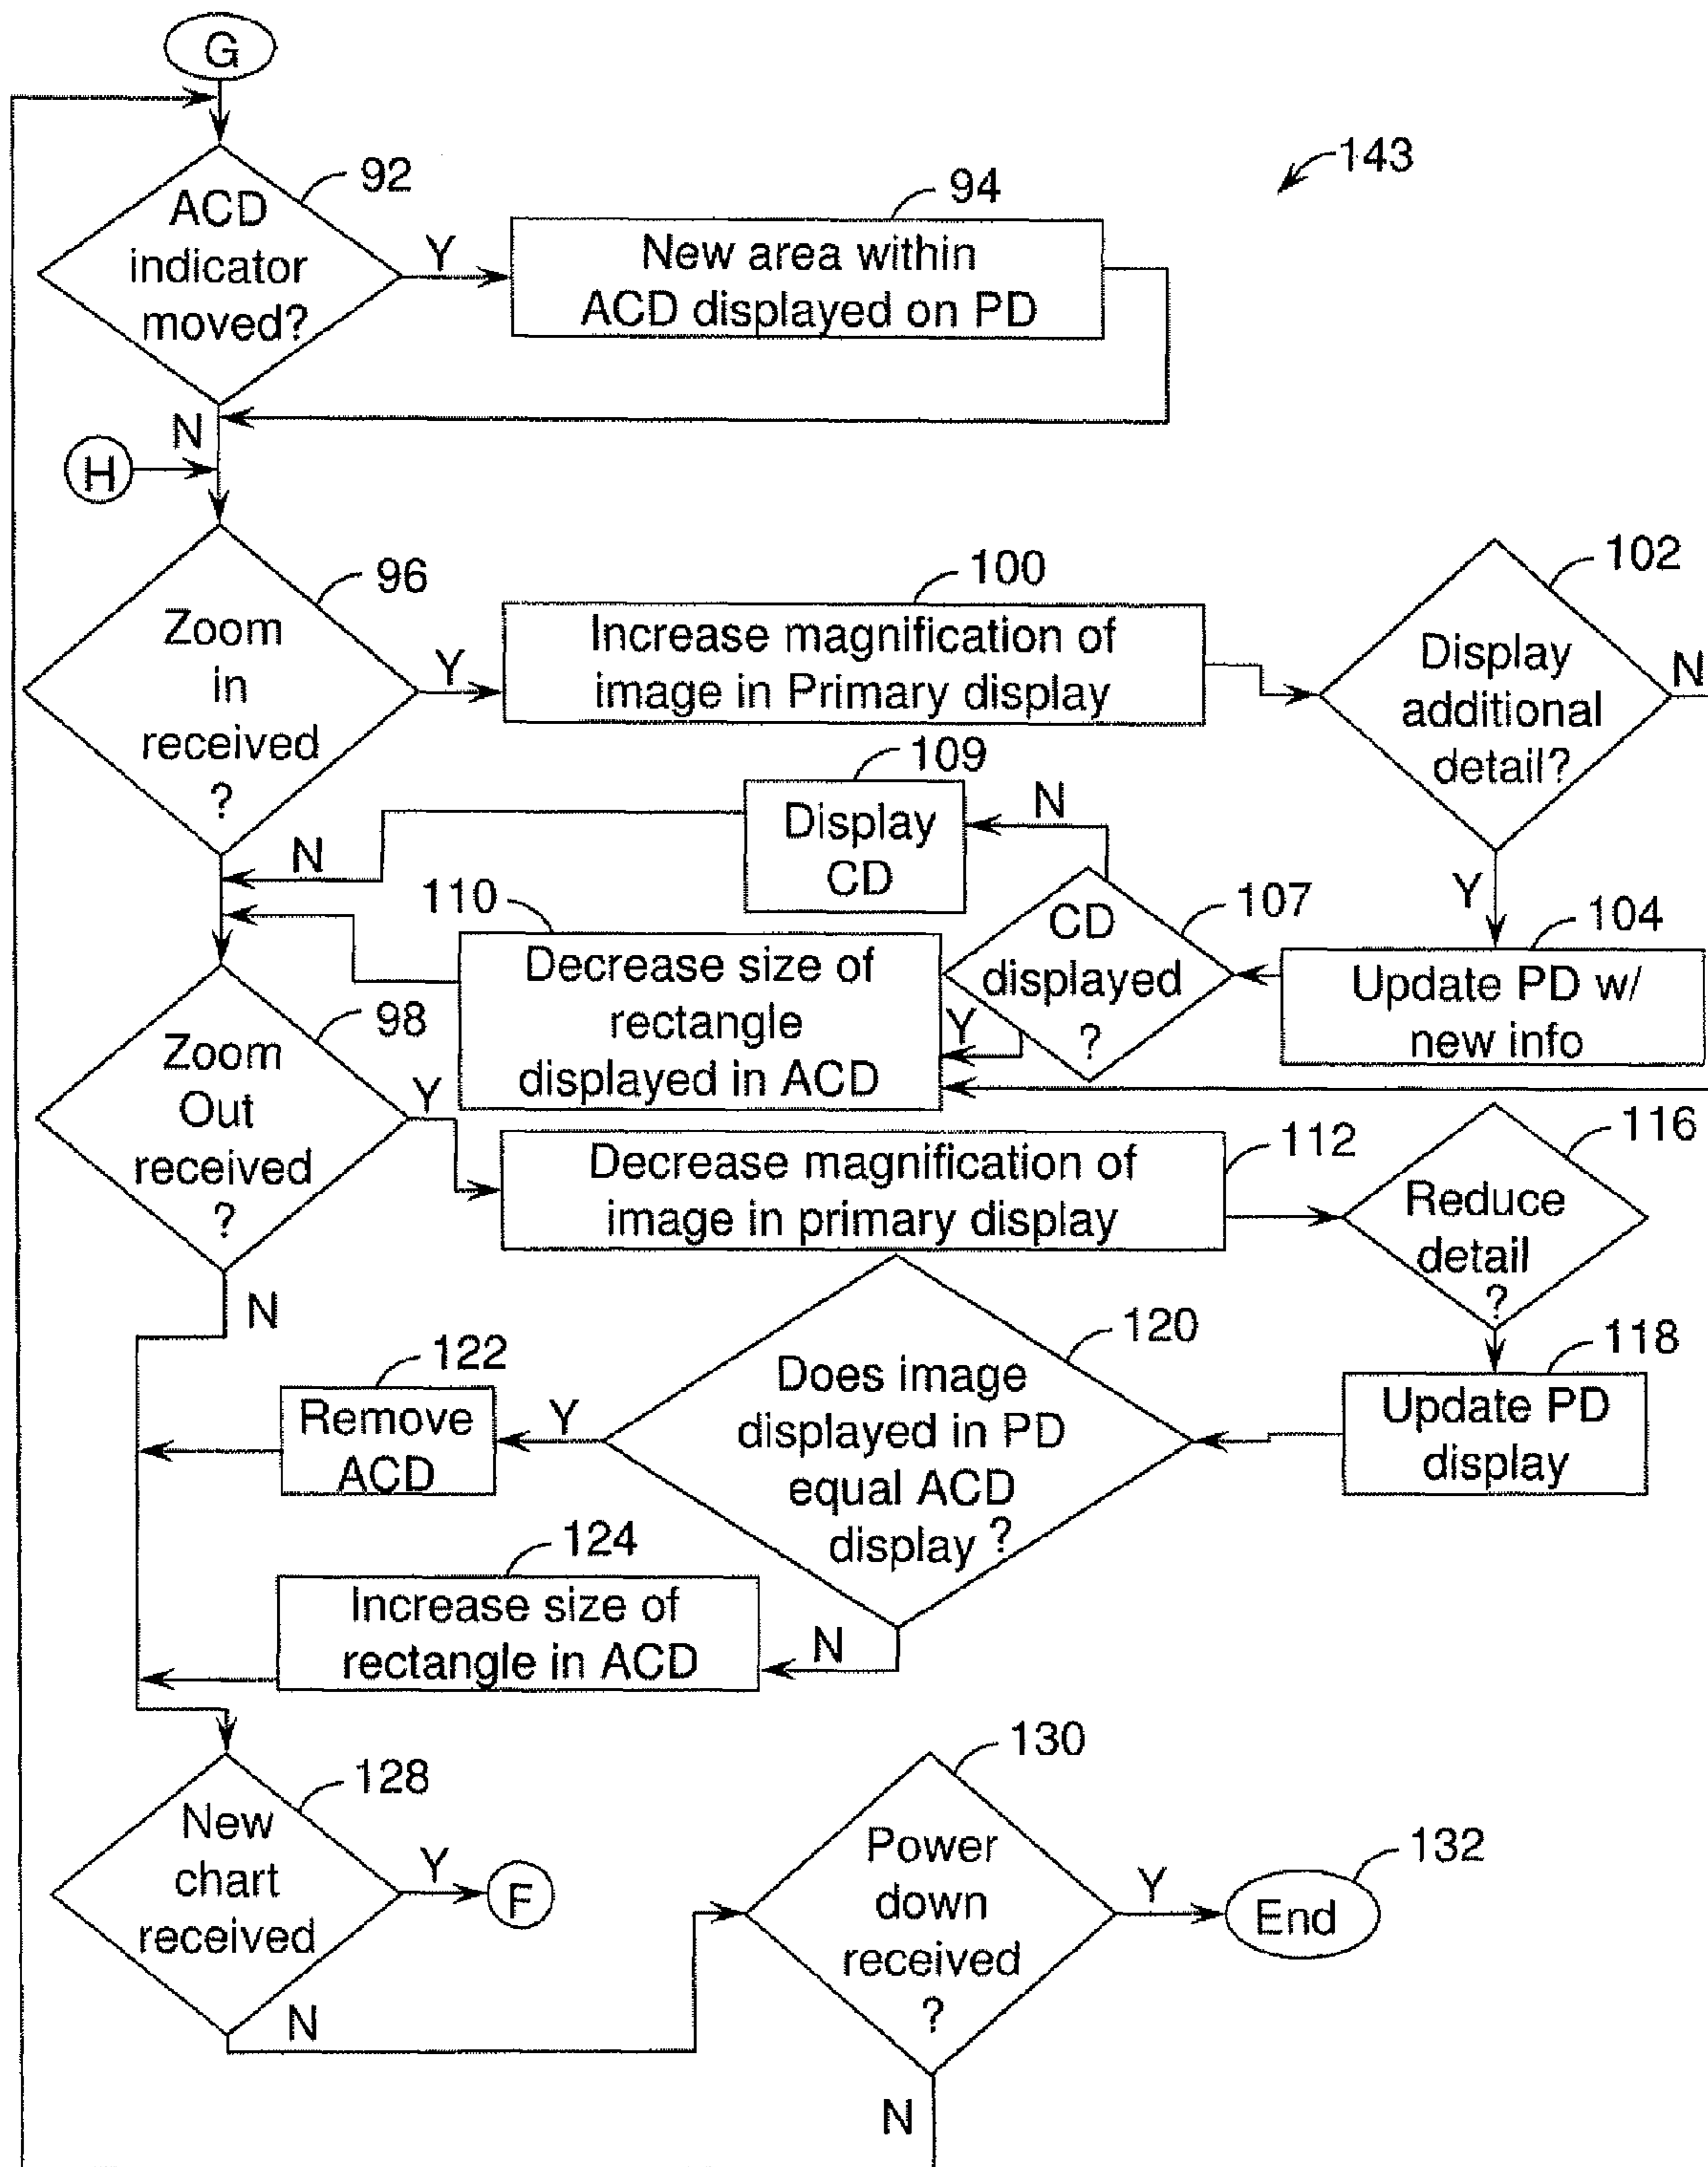 G
143
92
ACD
indicator
moved?
Y
94
New area within
ACD displayed on PD
N
H
96
Zoom
in
received
?
Y
100
Increase magnification of
image in Primary display
102
Display
additional
detail?
N
Y
104
Update PD w/
new info
107
CD
displayed
?
N
109
Display
CD
N
Y
110
Decrease size of
rectangle
displayed in ACD
98
Zoom
Out
received
?
Y
112
Decrease magnification of
image in primary display
116
Reduce
detail
?
118
Update PD
display
120
Does image
displayed in PD
equal ACD
display ?
Y
122
Remove
ACD
N
124
Increase size of
rectangle in ACD
N
128
New
chart
received
Y
F
N
130
Power
down
received
?
Y
132
End
N